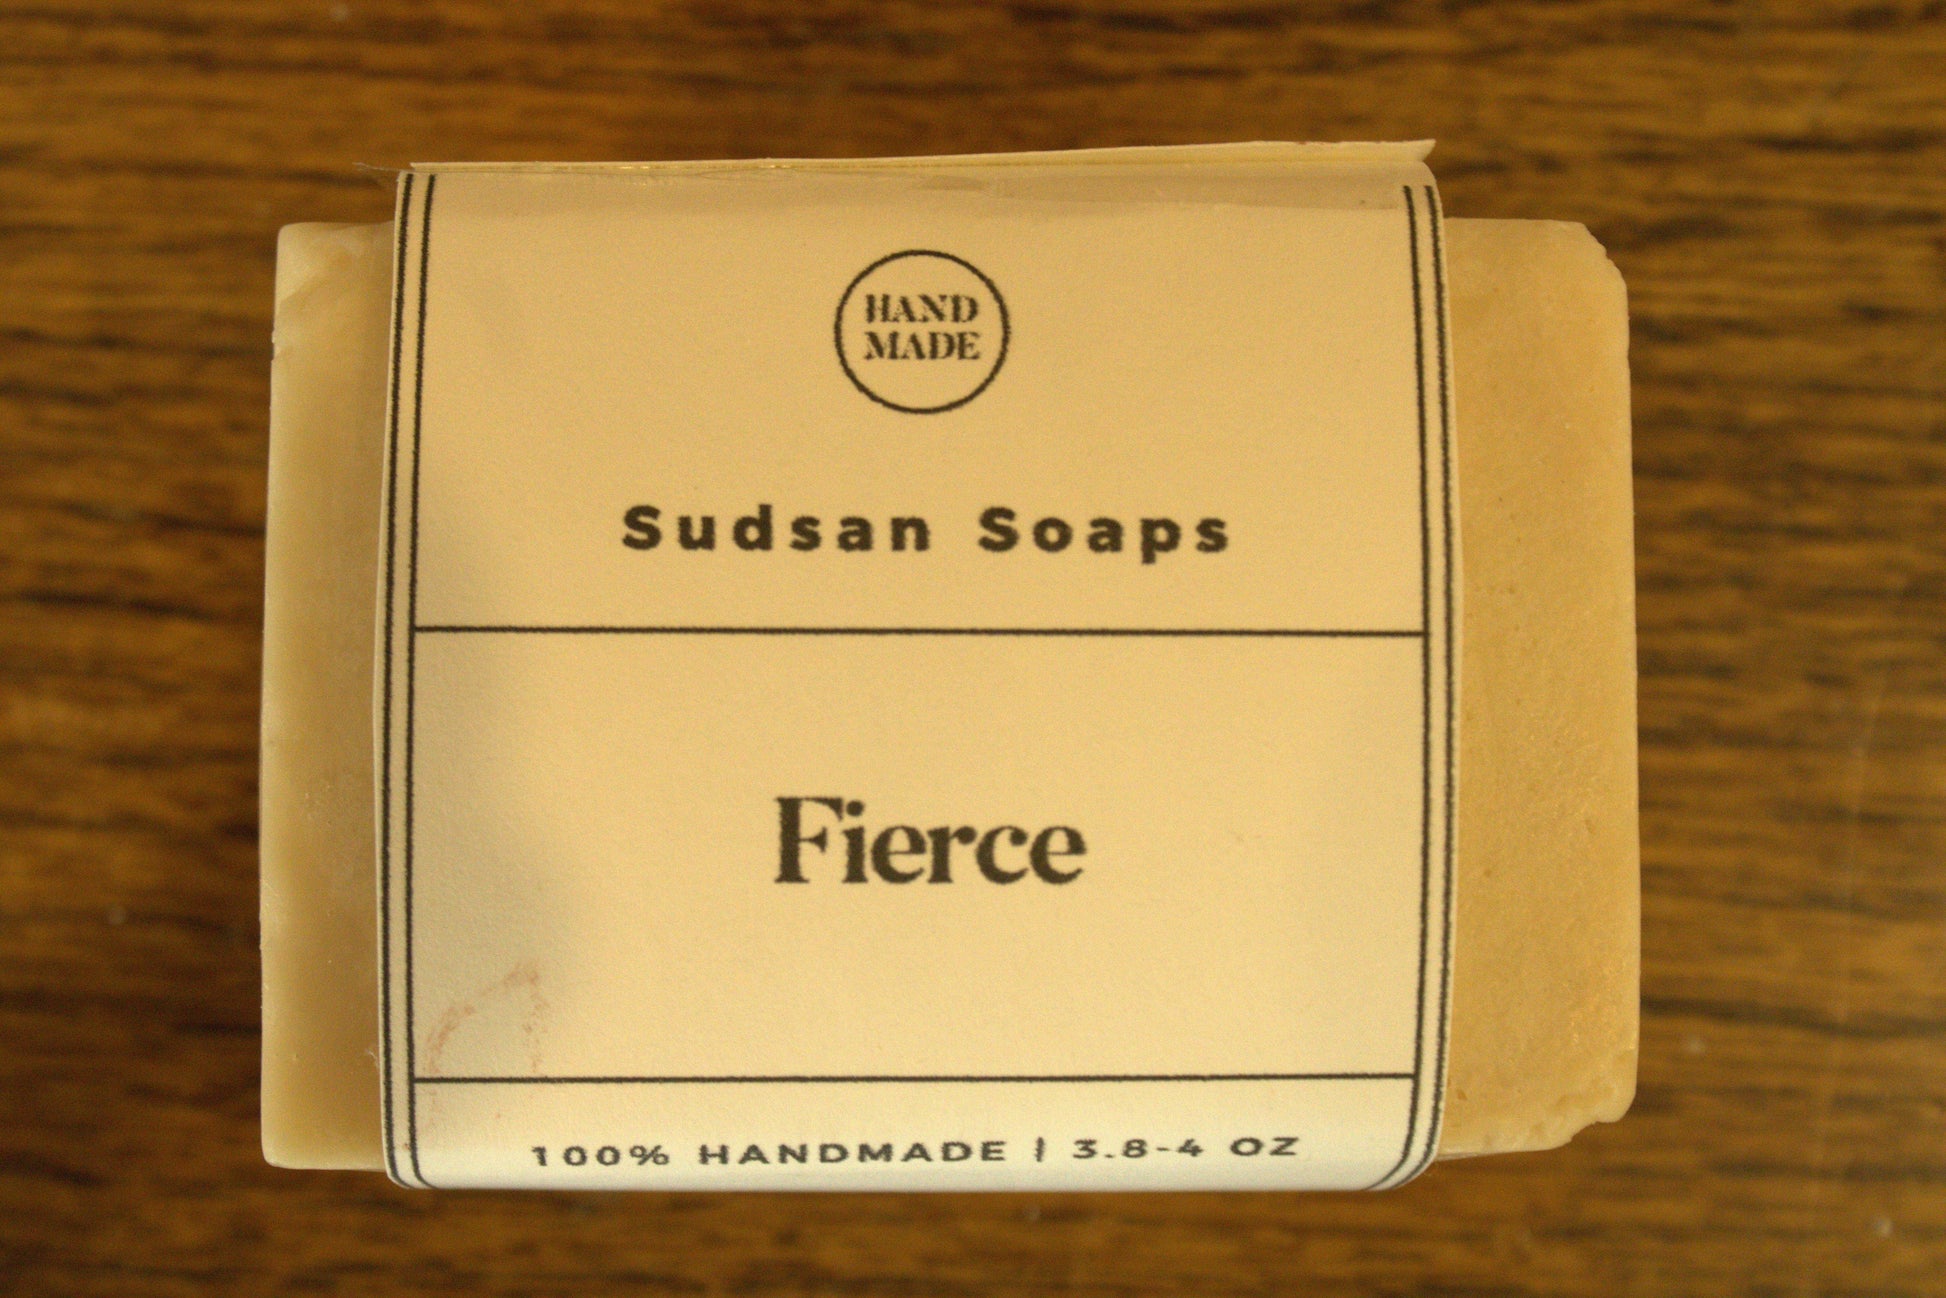 HAND
MADE
Sudsan Soaps
Fierce
100% HANDMADE | 3.8-4 OZ